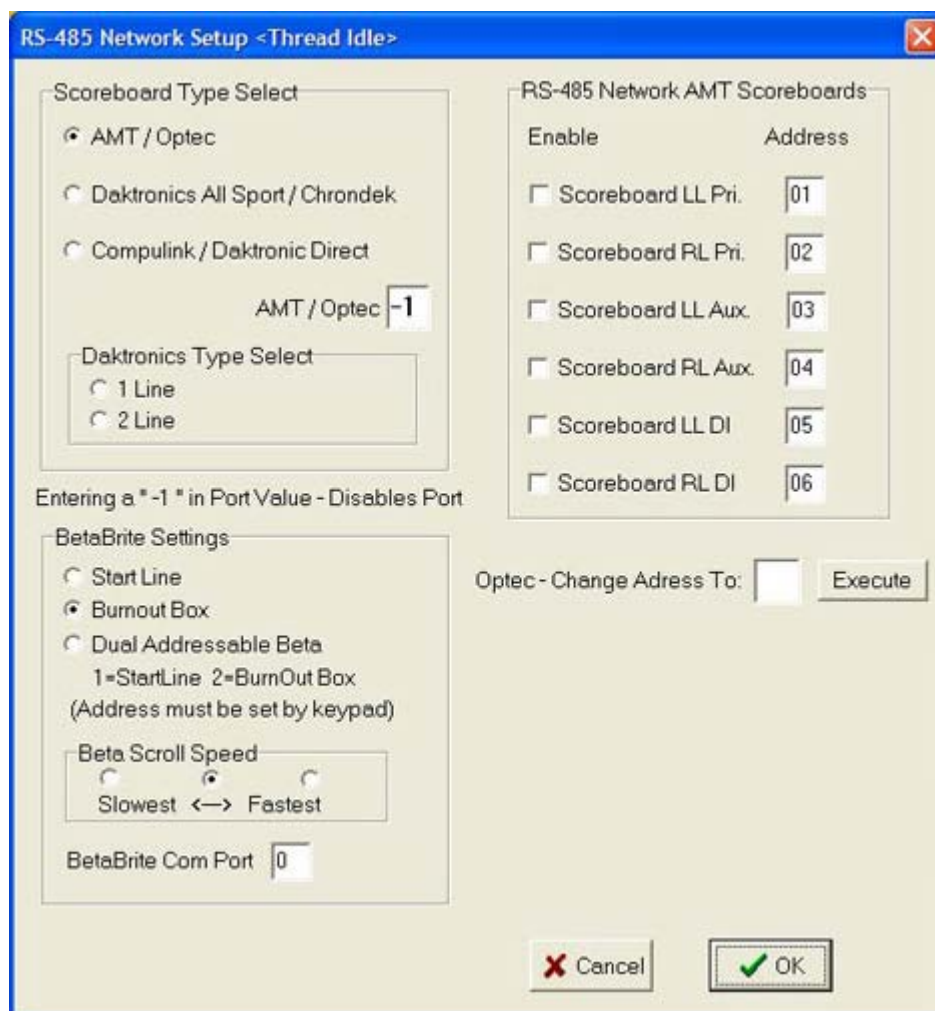 RS-485 Network Setup <Thread Idle>
Scoreboard Type Select
AMT / Optec
Daktronics All Sport / Chrondek
Compulink / Daktronic Direct
AMT / Optec -1
Daktronics Type Select
1 Line
2 Line
Entering a " -1 " in Port Value - Disables Port
BetaBrite Settings
Start Line
Burnout Box
Dual Addressable Beta
1=StartLine 2=BurnOut Box
(Address must be set by keypad)
Beta Scroll Speed
Slowest <---> Fastest
BetaBrite Com Port 0
RS-485 Network AMT Scoreboards
Enable Address
Scoreboard LL Pri. 01
Scoreboard RL Pri. 02
Scoreboard LL Aux. 03
Scoreboard RL Aux. 04
Scoreboard LL DI 05
Scoreboard RL DI 06
Optec - Change Adress To: Execute
Cancel OK